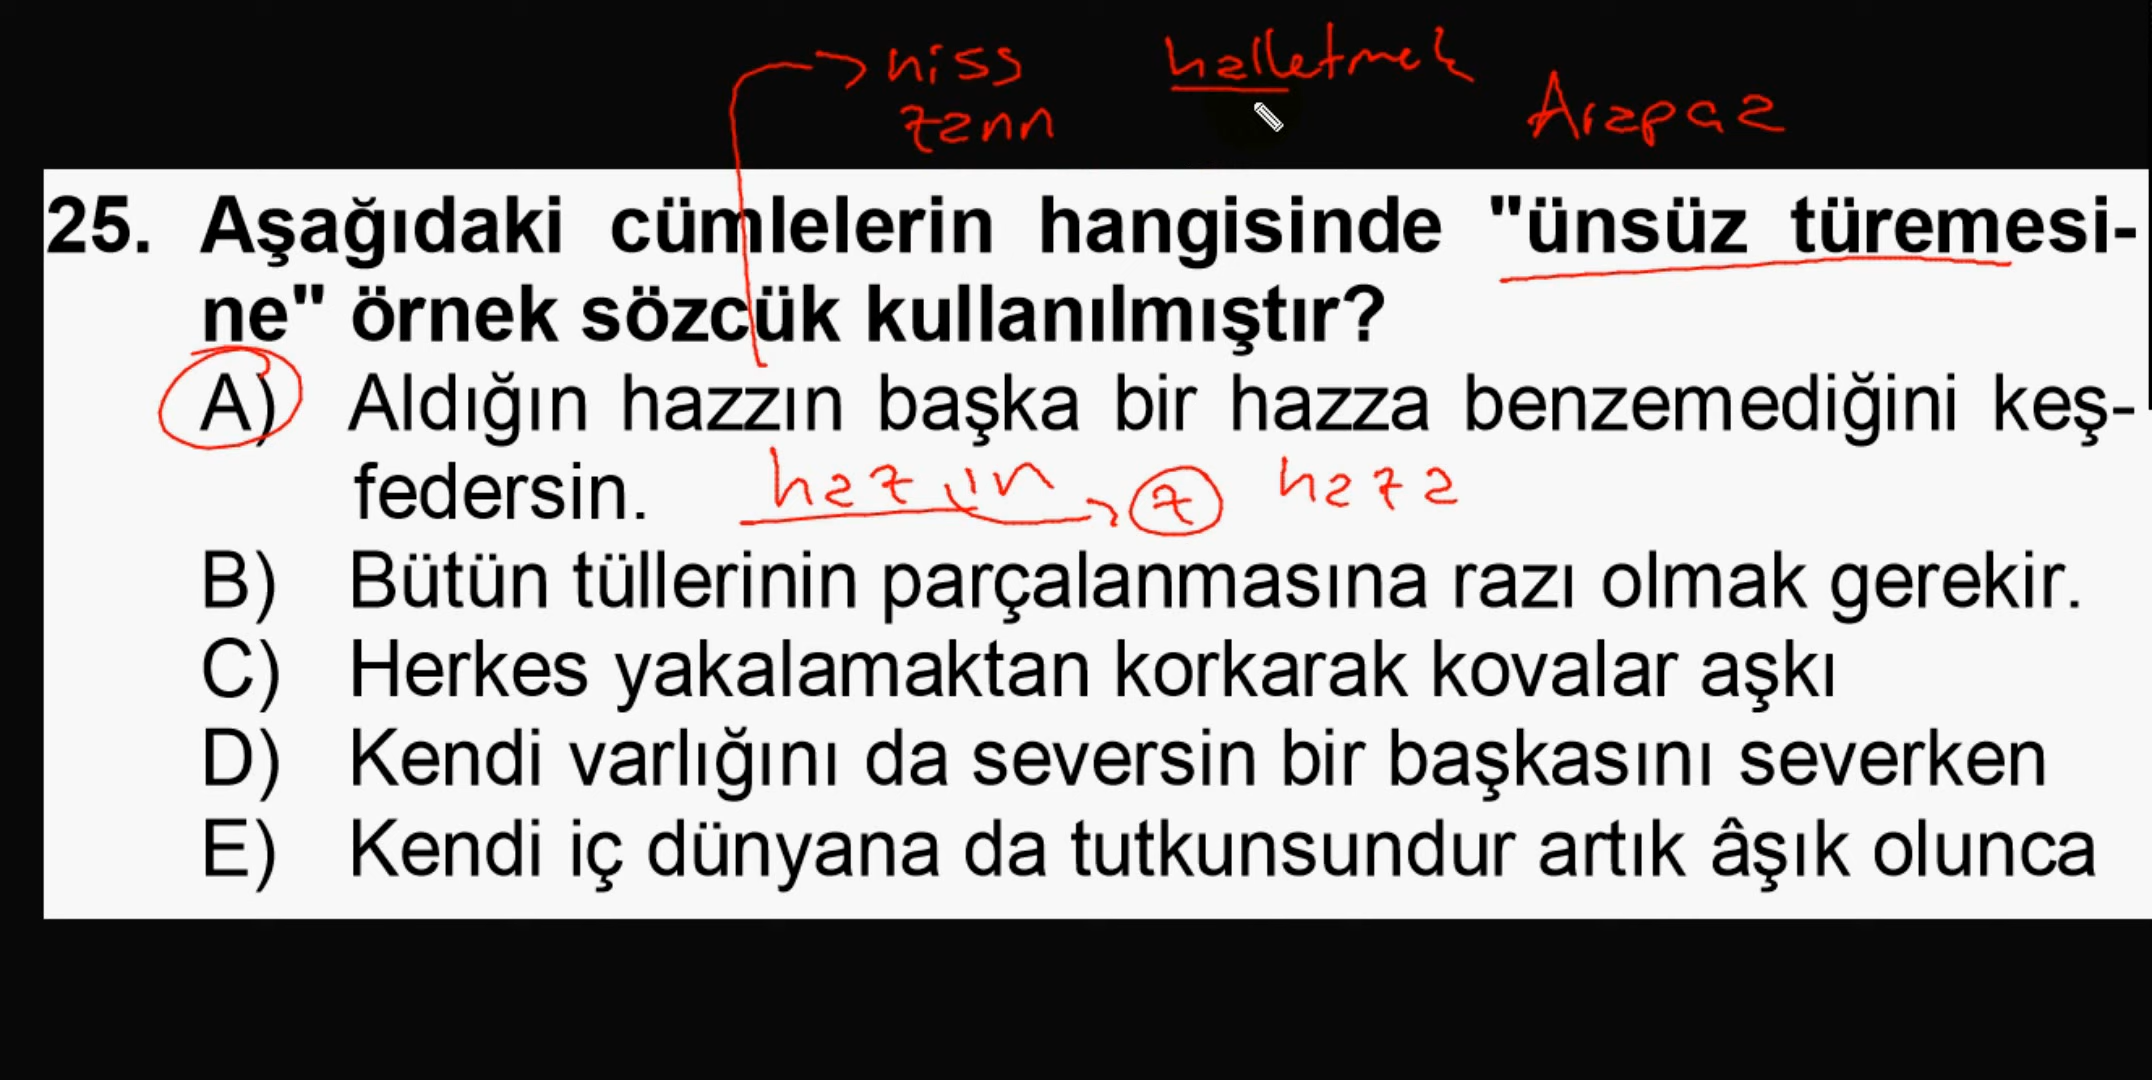 hiss halletmek
zann Arapça
25. Aşağıdaki cümlelerin hangisinde "ünsüz türemesi-
ne" örnek sözcük kullanılmıştır?
A) Aldığın hazzın başka bir hazza benzemediğini keş-
federsin. hazın z haza
B) Bütün tüllerinin parçalanmasına razı olmak gerekir.
C) Herkes yakalamaktan korkarak kovalar aşkı
D) Kendi varlığını da seversin bir başkasını severken
E) Kendi iç dünyana da tutkunsundur artık âşık olunca